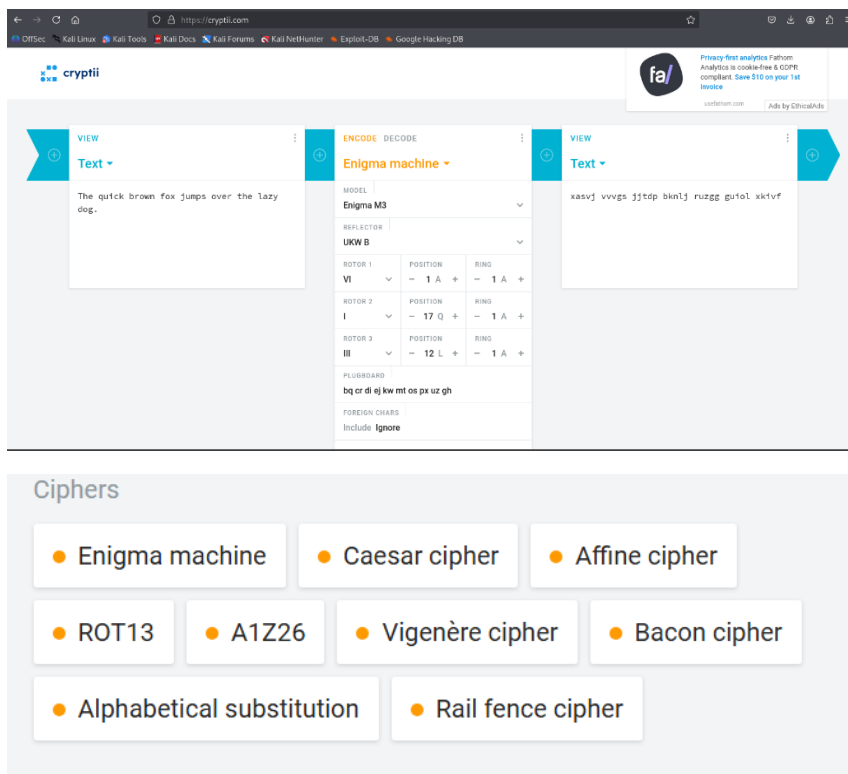 https://cryptii.com
OffSec Kali Linux Kali Tools Kali Docs Kali Forums Kali NetHunter Exploit-DB Google Hacking DB
cryptii
fa/
Privacy-first analytics Fathom
Analytics is cookie-free & GDPR
compliant. Save $10 on your 1st
invoice
usefathom.com
Ads by EthicalAds
VIEW
Text
The quick brown fox jumps over the lazy
dog.
ENCODE DECODE
Enigma machine
MODEL
Enigma M3
REFLECTOR
UKW B
ROTOR 1 POSITION RING
VI − 1 A + − 1 A +
ROTOR 2 POSITION RING
I − 17 Q + − 1 A +
ROTOR 3 POSITION RING
III − 12 L + − 1 A +
PLUGBOARD
bq cr di ej kw mt os px uz gh
FOREIGN CHARS
Include Ignore
VIEW
Text
xasvj vvvgs jjtdp bknlj ruzgg guiol xkivf
Ciphers
Enigma machine
Caesar cipher
Affine cipher
ROT13
A1Z26
Vigenère cipher
Bacon cipher
Alphabetical substitution
Rail fence cipher